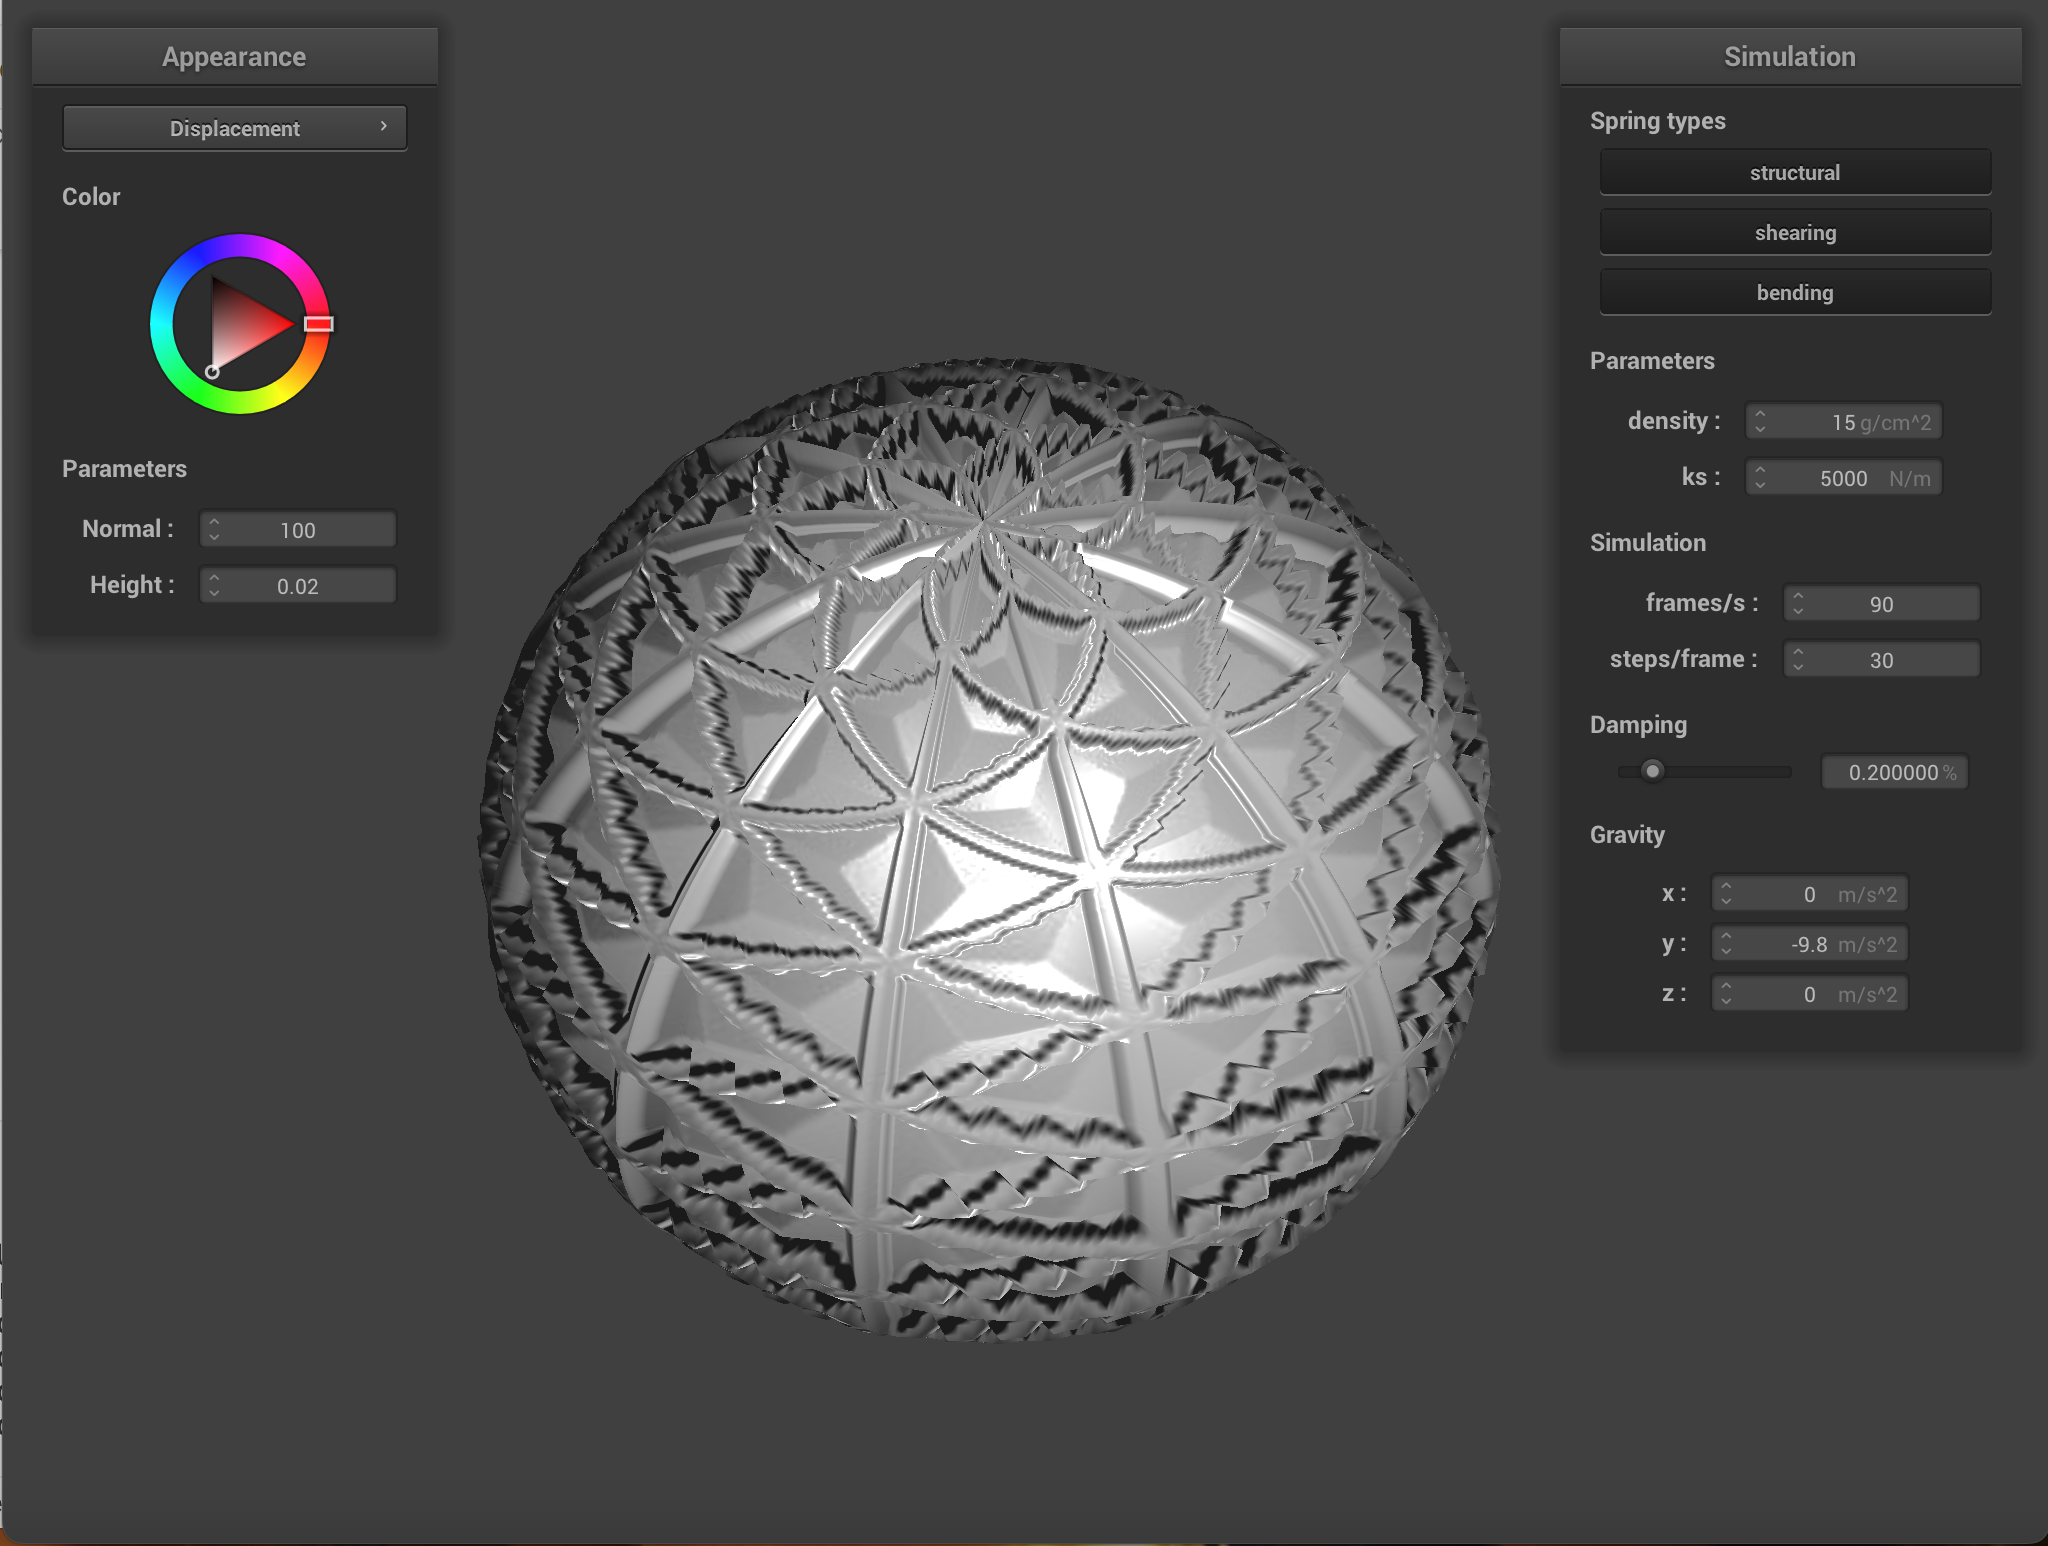 Appearance
Displacement
Color
Parameters
Normal : 100
Height : 0.02
Simulation
Spring types
structural
shearing
bending
Parameters
density : 15 g/cm^2
ks : 5000 N/m
Simulation
frames/s : 90
steps/frame : 30
Damping
0.200000 %
Gravity
x : 0 m/s^2
y : -9.8 m/s^2
z : 0 m/s^2